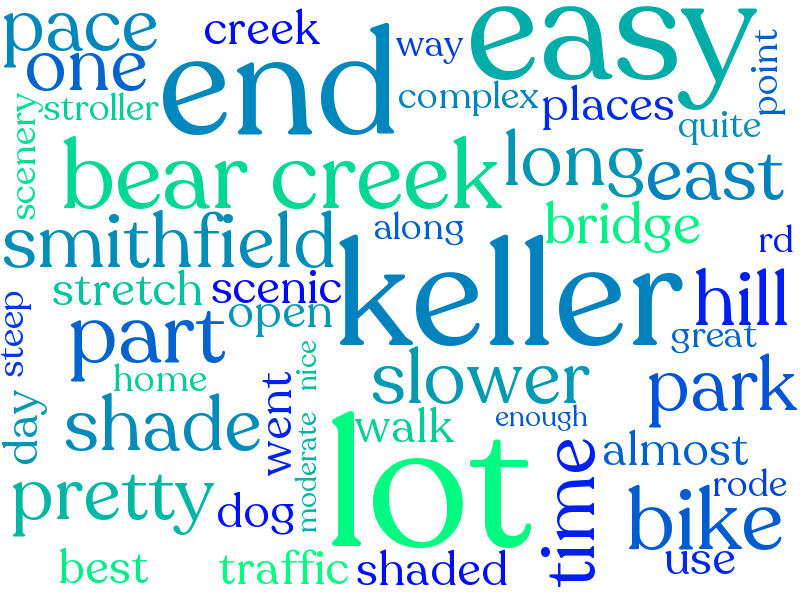 pace
creek
way
easy
point
one
end
complex
places
quite
scenery
stroller
bear creek
long
east
smithfield
along
bridge
rd
stretch
scenic
keller
hill
steep
part
open
great
home
nice
slower
park
day
shade
went
moderate
walk
enough
almost
pretty
dog
lot
time
bike
rode
best
traffic
shaded
use